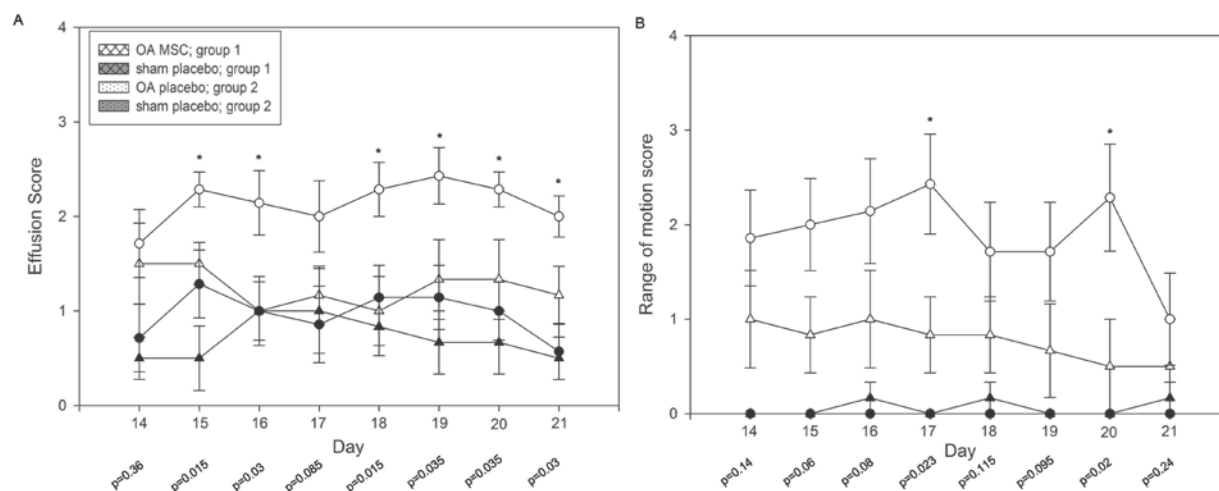 A
Effusion Score
4
3
2
1
0
OA MSC; group 1
sham placebo; group 1
OA placebo; group 2
sham placebo; group 2
* * * * * *
14 15 16 17 18 19 20 21
Day
p=0.36 p=0.015 p=0.03 p=0.085 p=0.015 p=0.035 p=0.035 p=0.03
B
Range of motion score
4
3
2
1
0
* *
14 15 16 17 18 19 20 21
Day
p=0.14 p=0.06 p=0.08 p=0.023 p=0.115 p=0.095 p=0.02 p=0.24